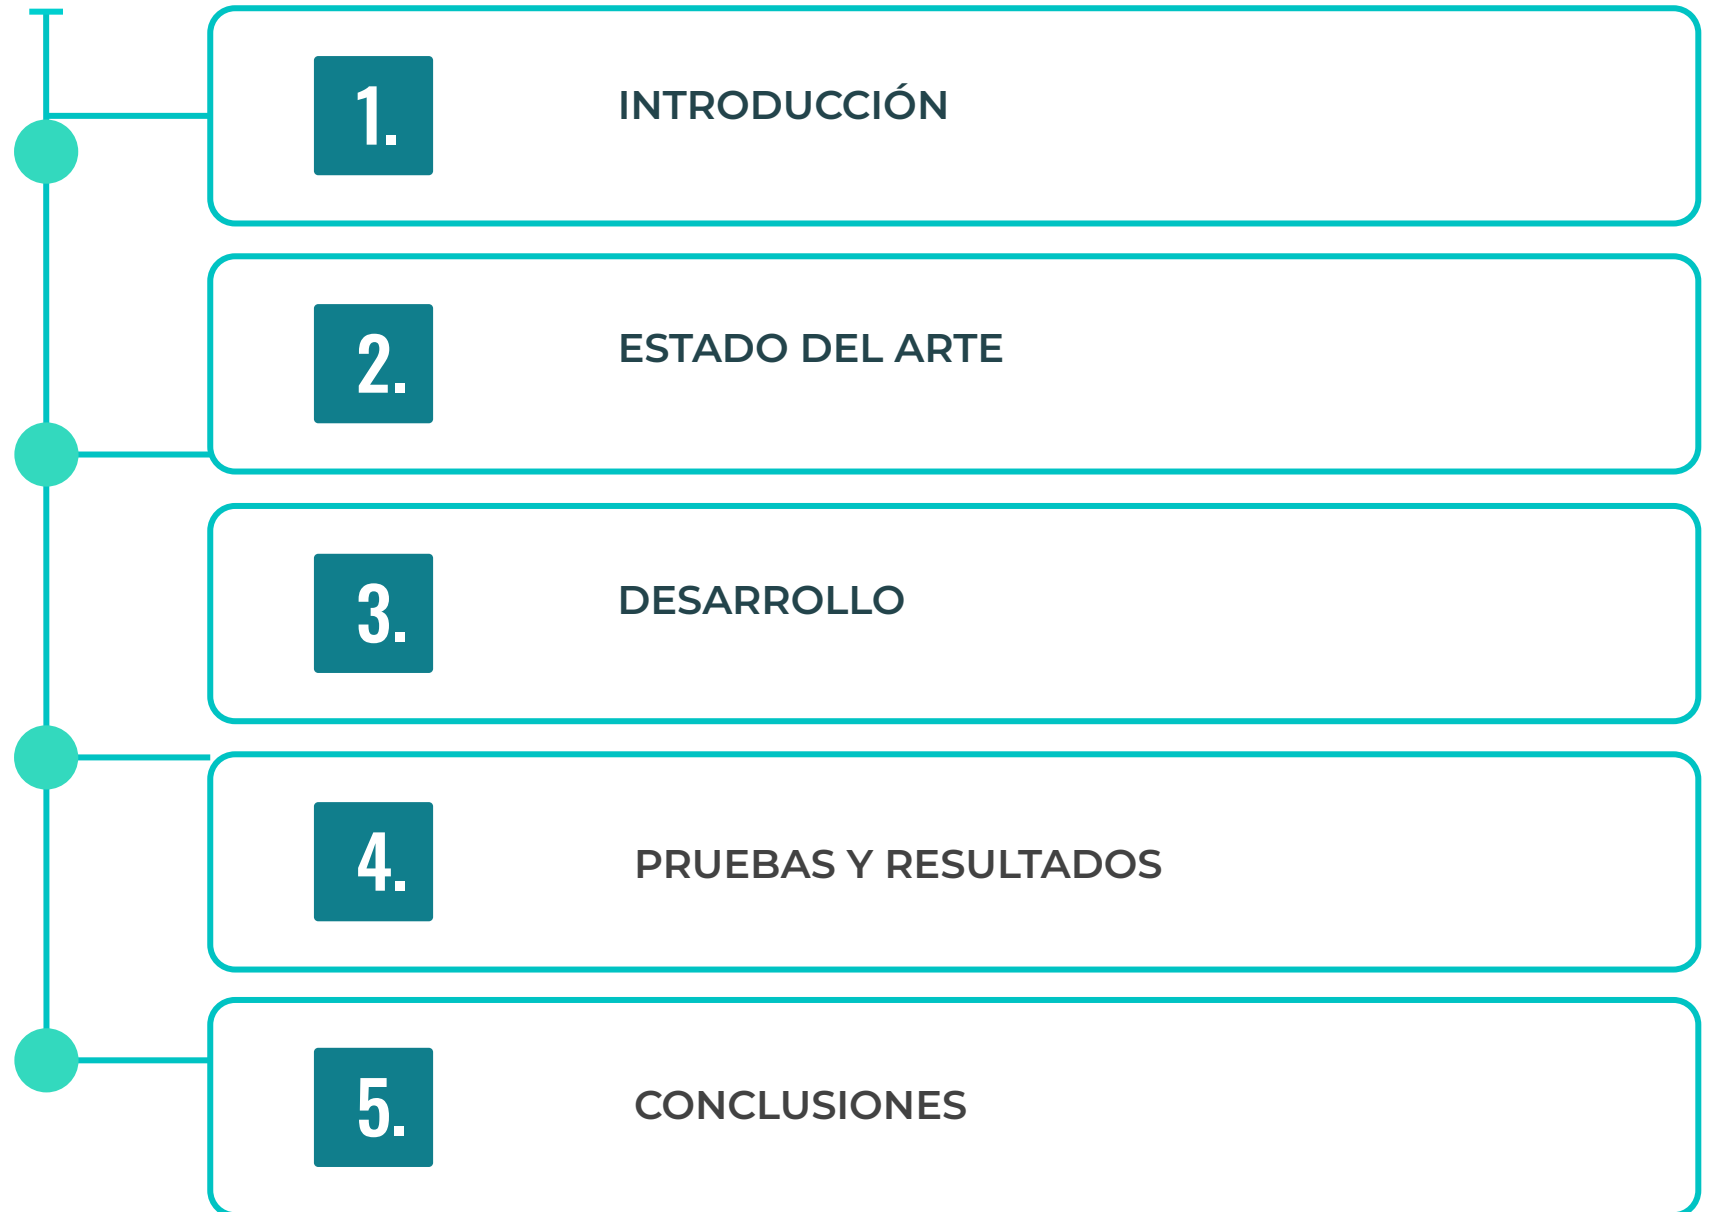 1. INTRODUCCIÓN
2. ESTADO DEL ARTE
3. DESARROLLO
4. PRUEBAS Y RESULTADOS
5. CONCLUSIONES